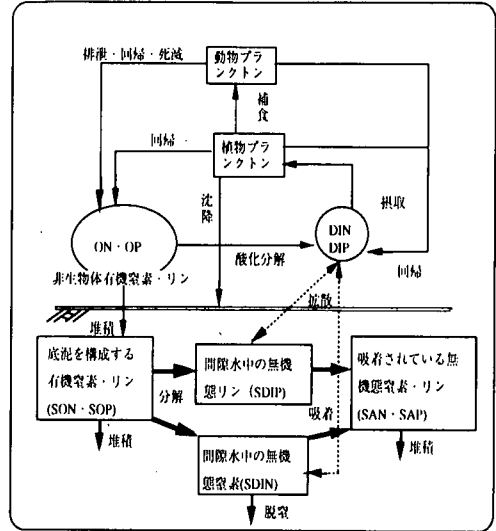 排泄・回帰・死滅
動物プラ
ンクトン
補食
回帰
植物プラ
ンクトン
沈降
摂取
ON・OP
DIN
DIP
酸化分解
非生物体有機窒素・リン
回帰
拡散
堆積
底泥を構成する
有機窒素・リン
(SON・SOP)
分解
間隙水中の無機
態リン (SDIP)
吸着されている無
機態窒素・リン
(SAN・SAP)
吸着
堆積
間隙水中の無機
態窒素(SDIN)
堆積
脱窒